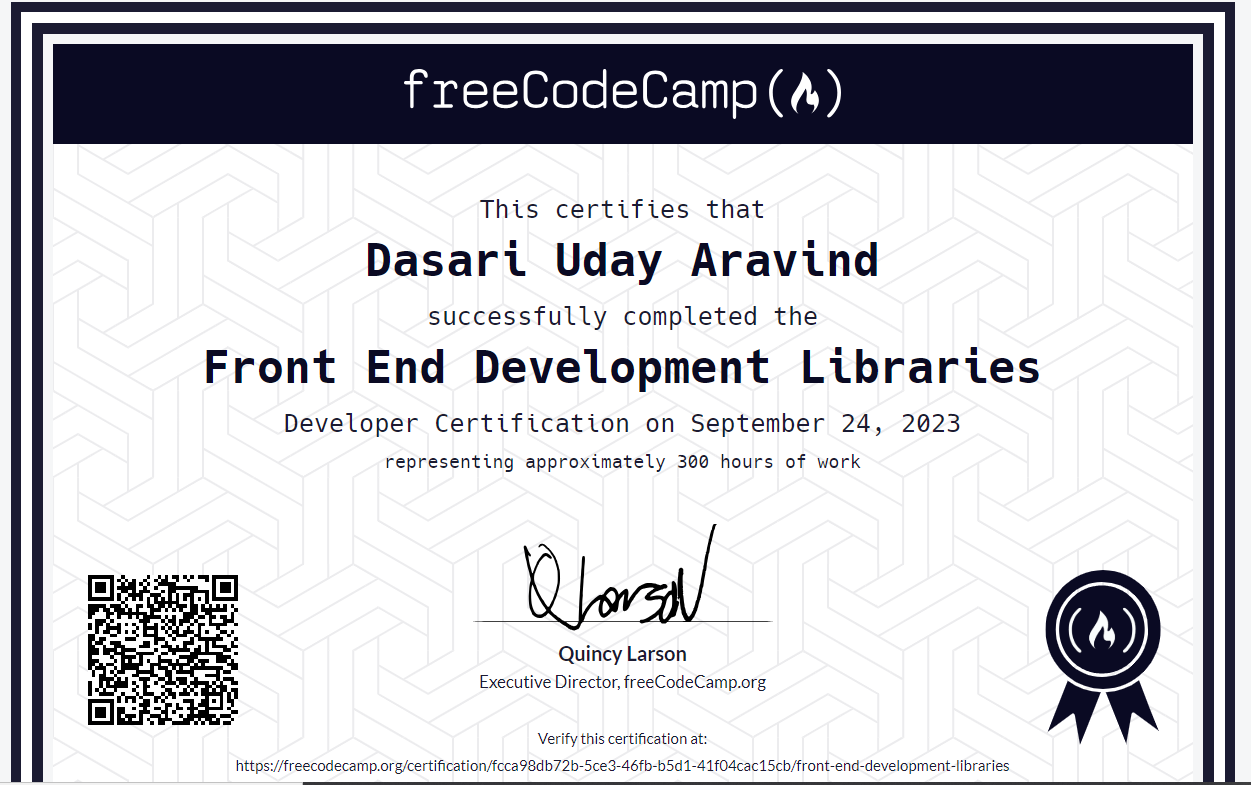 freeCodeCamp
This certifies that
Dasari Uday Aravind
successfully completed the
Front End Development Libraries
Developer Certification on September 24, 2023
representing approximately 300 hours of work
Quincy Larson
Executive Director, freeCodeCamp.org
Verify this certification at:
https://freecodecamp.org/certification/fcca98db72b-5ce3-46fb-b5d1-41f04cac15cb/front-end-development-libraries